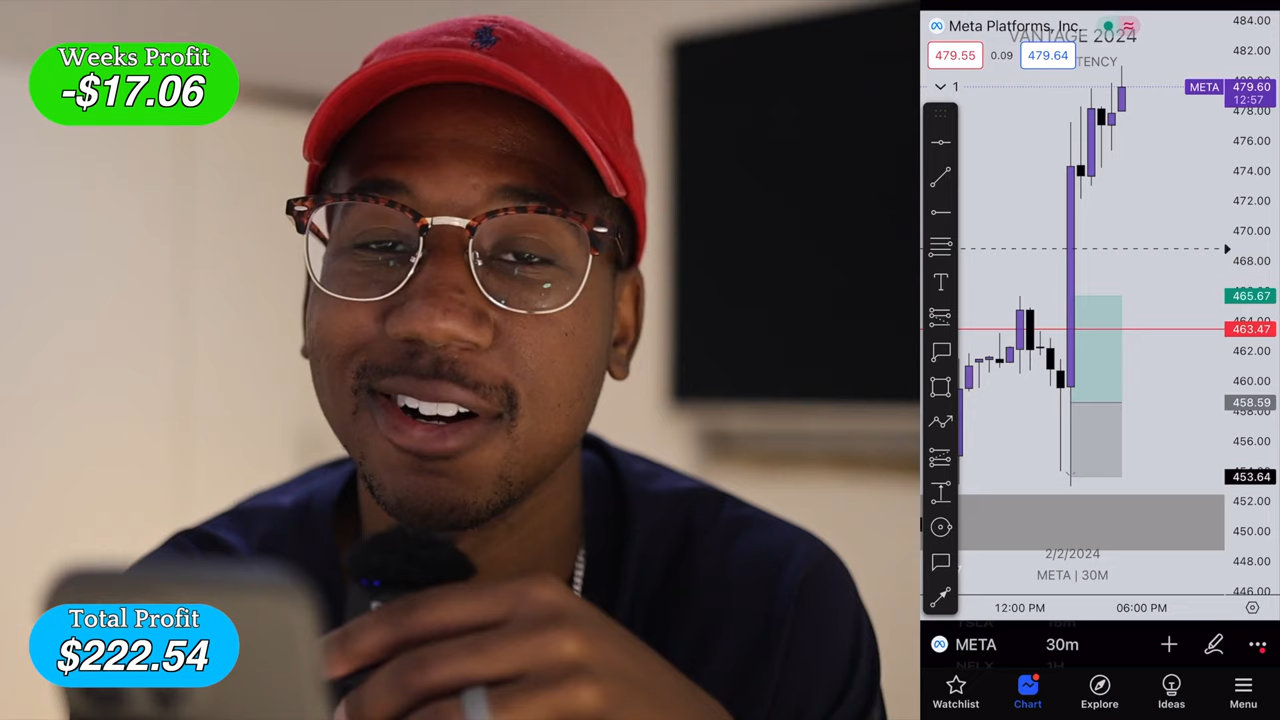 Weeks Profit
-$17.06
Total Profit
$222.54
Meta Platforms, Inc.
VANTAGE 2024
479.55
0.09
479.64
TENCY
1
META
479.60
12:57
484.00
482.00
478.00
476.00
474.00
472.00
470.00
468.00
465.67
463.47
462.00
460.00
458.59
456.00
453.64
452.00
450.00
448.00
446.00
2/2/2024
META | 30M
12:00 PM
06:00 PM
META
30m
1H
Watchlist
Chart
Explore
Ideas
Menu